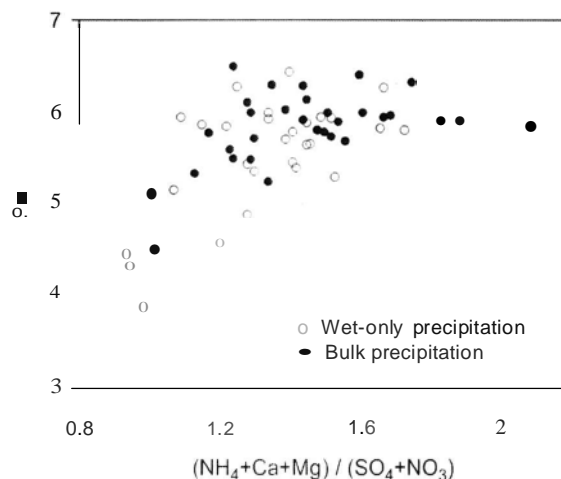 7
6
5
o.
4
3
○ Wet-only precipitation
● Bulk precipitation
0.8 1.2 1.6 2
(NH₄+Ca+Mg) / (SO₄+NO₃)